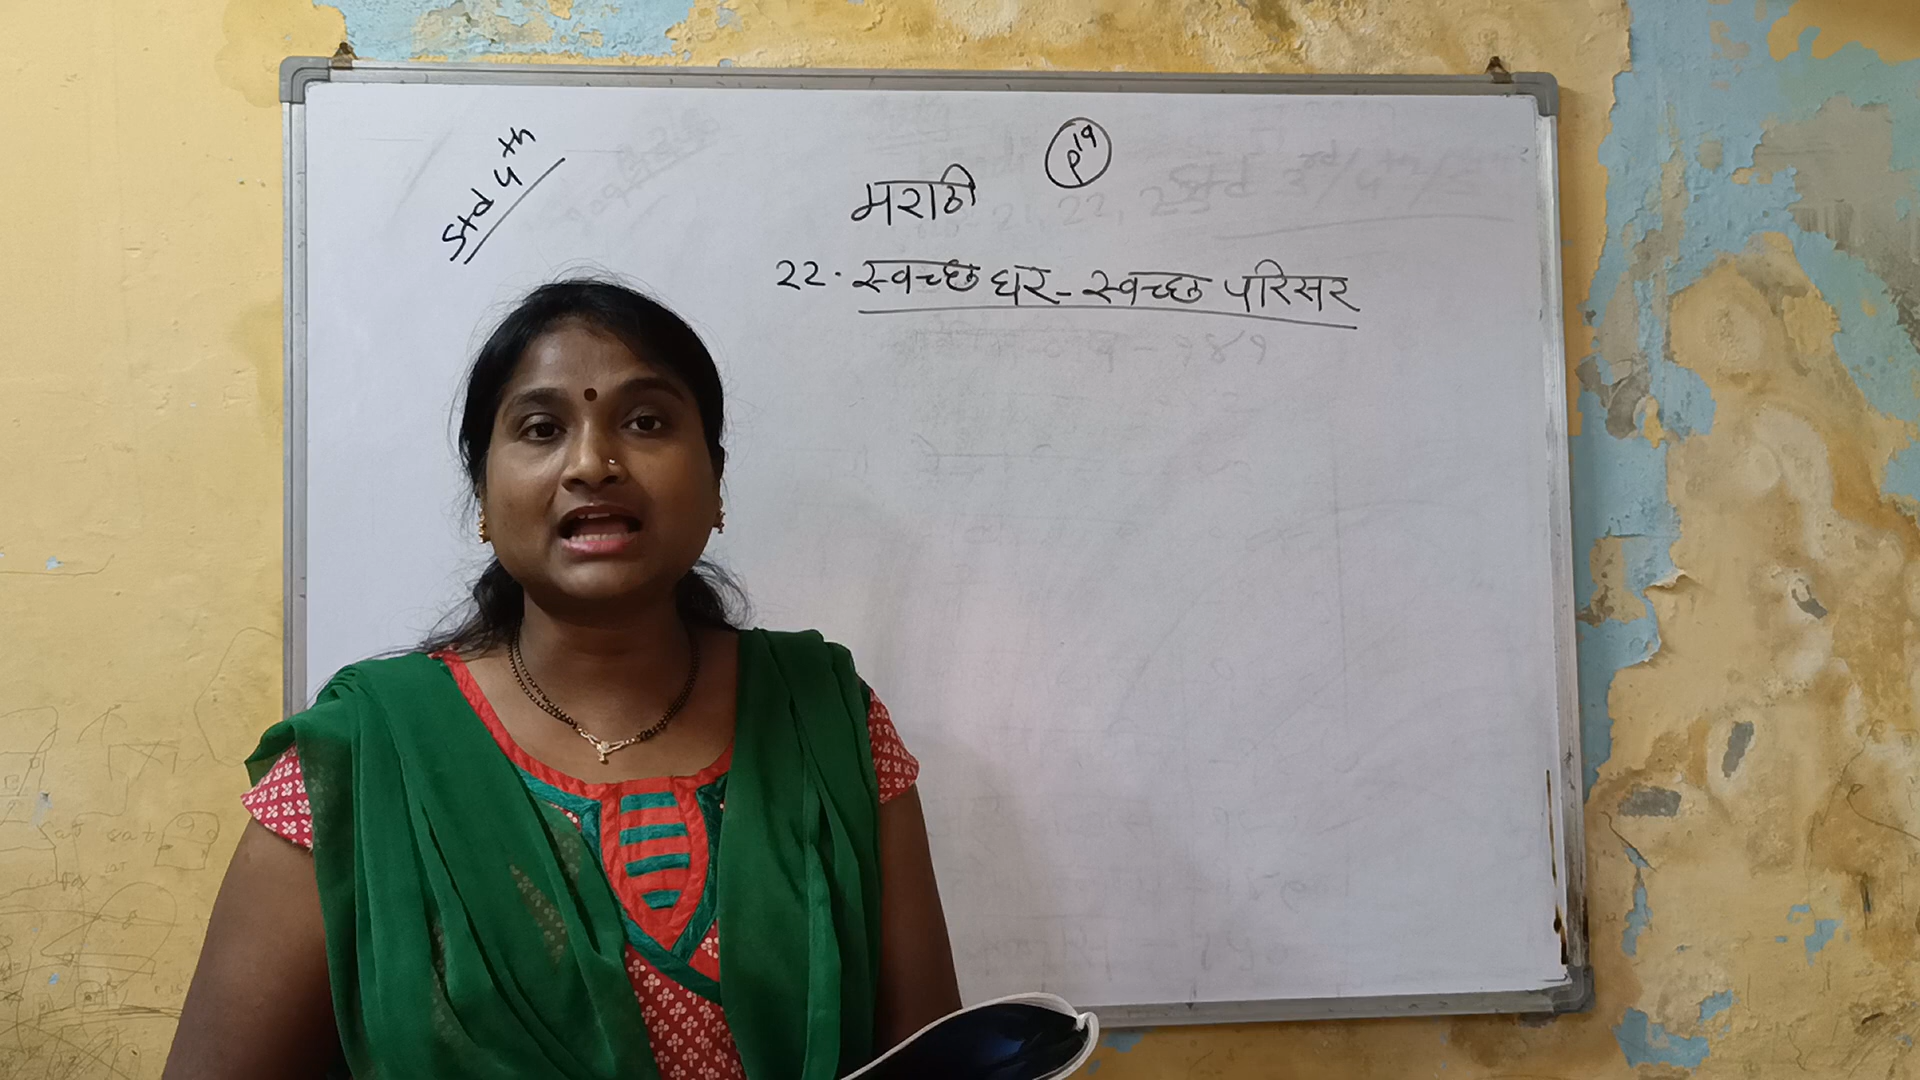 Std 4th
P19
मराठी
22. स्वच्छ घर - स्वच्छ परिसर